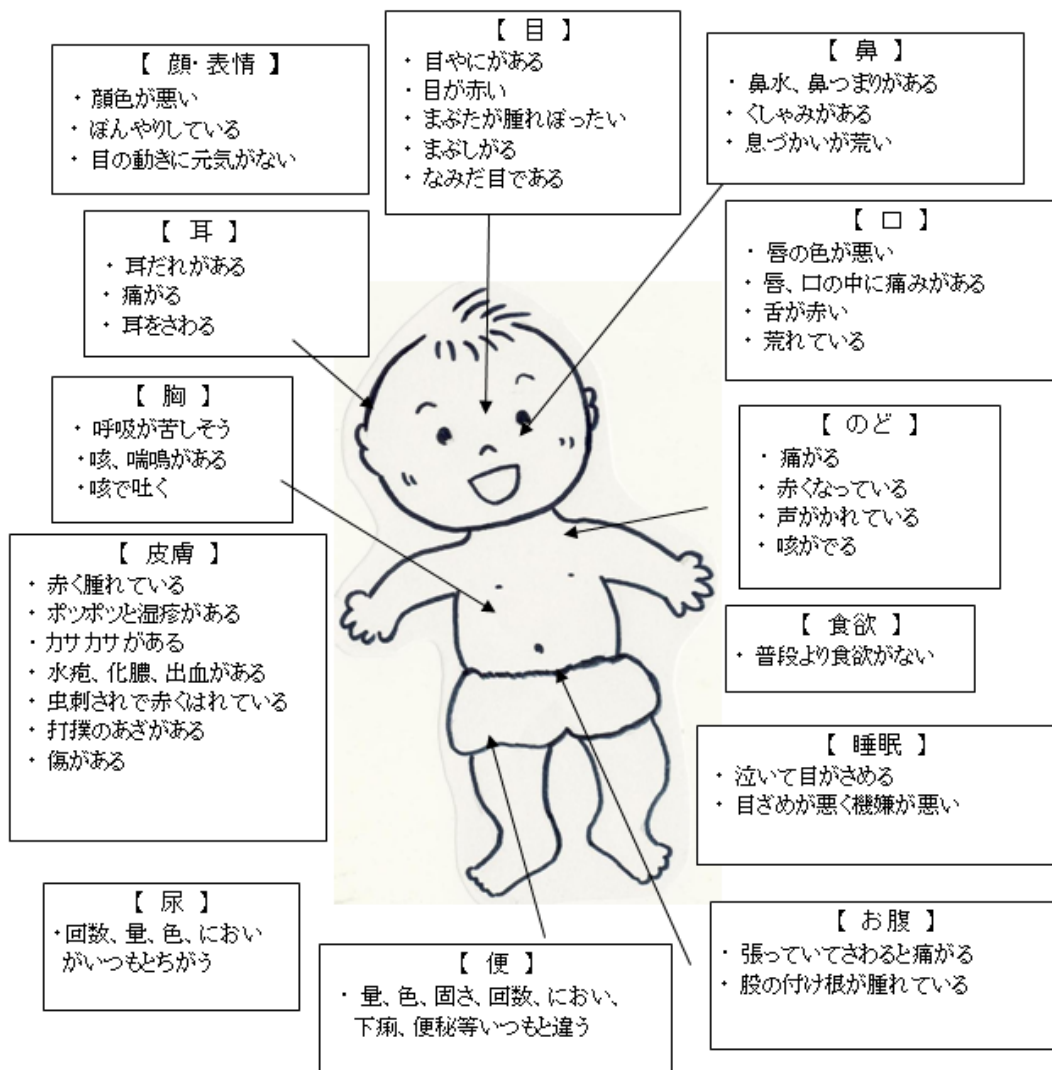 【 顔・表情 】
・ 顔色が悪い
・ ぼんやりしている
・ 目の動きに元気がない
【 目 】
・ 目やにがある
・ 目が赤い
・ まぶたが腫れぼったい
・ まぶしがる
・ なみだ目である
【 鼻 】
・ 鼻水、鼻つまりがある
・ くしゃみがある
・ 息づかいが荒い
【 耳 】
・ 耳だれがある
・ 痛がる
・ 耳をさわる
【 口 】
・ 唇の色が悪い
・ 唇、口の中に痛みがある
・ 舌が赤い
・ 荒れている
【 胸 】
・ 呼吸が苦しそう
・咳、喘鳴がある
・咳で吐く
【 のど 】
・ 痛がる
・ 赤くなっている
・ 声がかれている
・ 咳がでる
【 皮膚 】
・ 赤く腫れている
・ ポツポツと湿疹がある
・ カサカサがある
・ 水疱、化膿、出血がある
・ 虫刺されで赤くはれている
・ 打撲のあざがある
・ 傷がある
【 食欲 】
・ 普段より食欲がない
【 睡眠 】
・ 泣いて目がさめる
・ 目ざめが悪く機嫌が悪い
【 尿 】
・回数、量、色、におい
がいつもとちがう
【 便 】
・ 量、色、固さ、回数、におい、
下痢、便秘等いつもと違う
【 お腹 】
・ 張っていてさわると痛がる
・ 股の付け根が腫れている